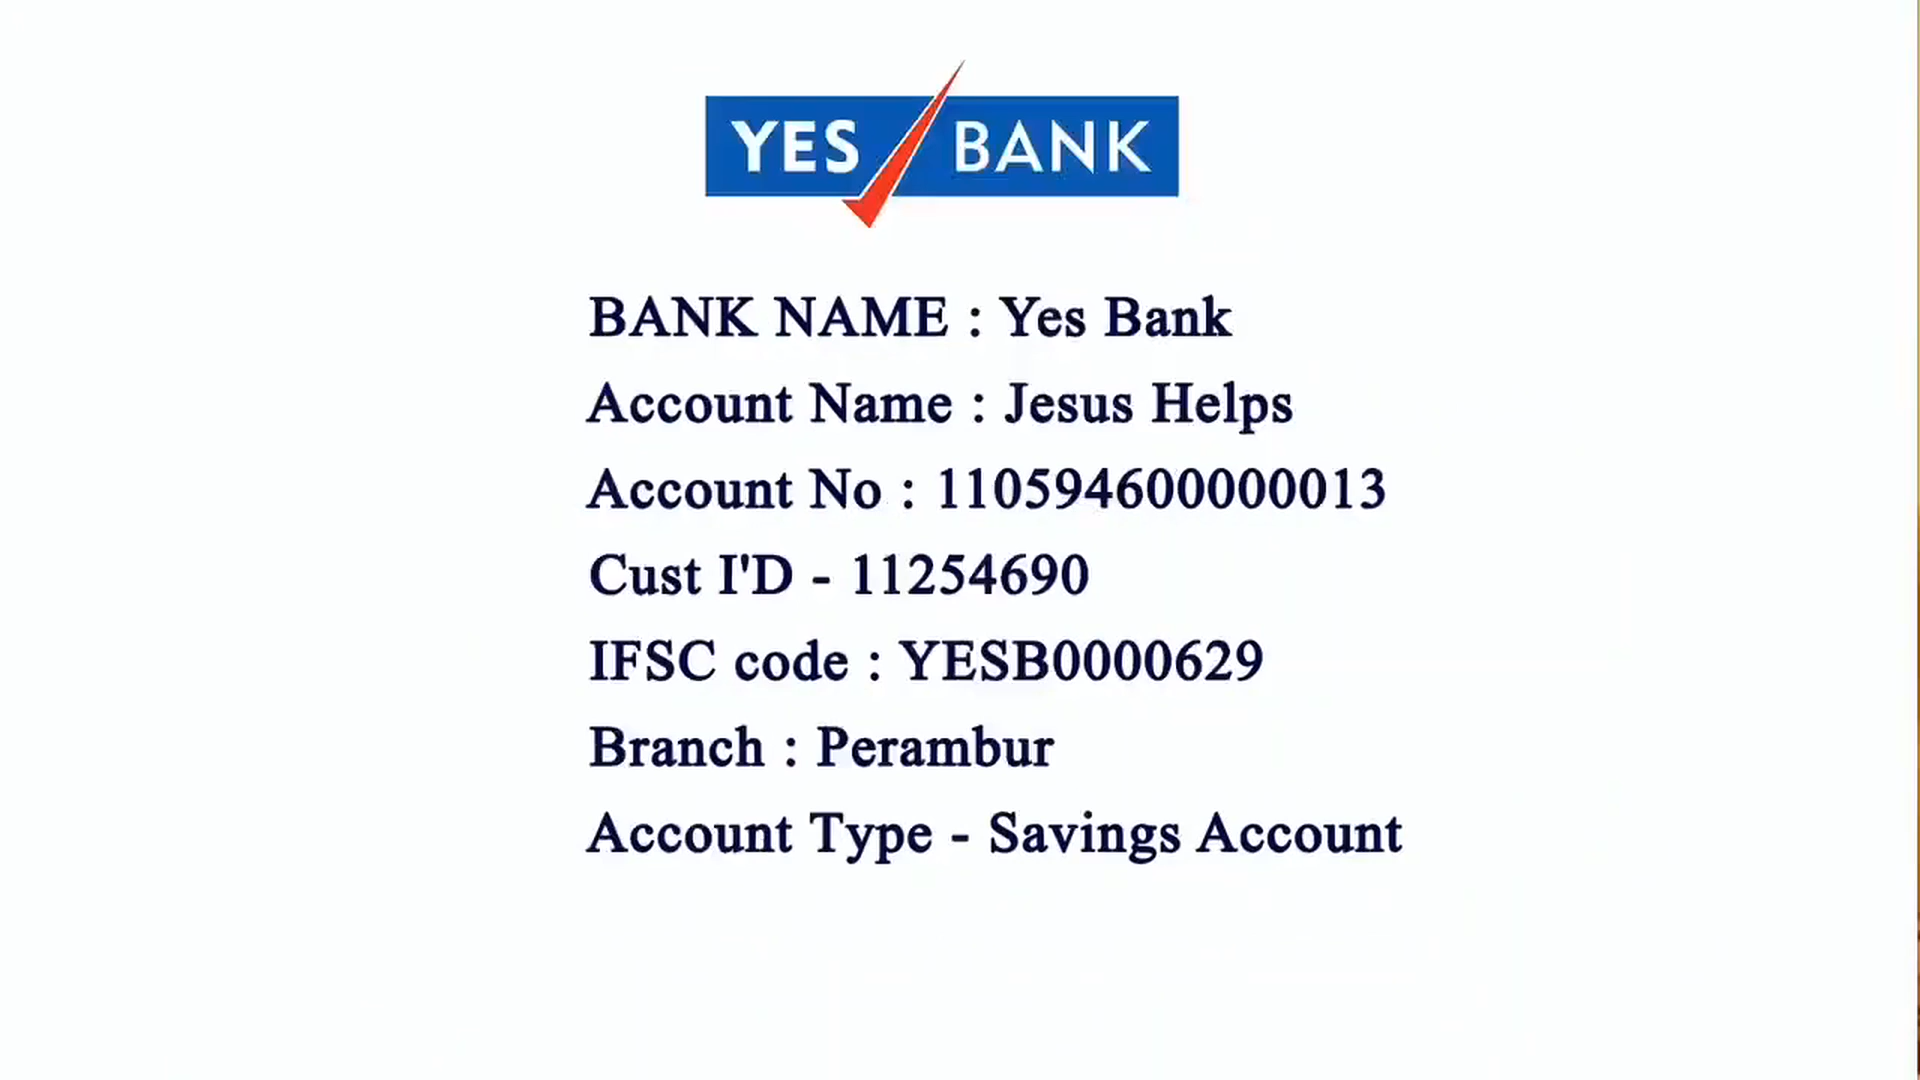 YES BANK
BANK NAME : Yes Bank
Account Name : Jesus Helps
Account No : 110594600000013
Cust I'D - 11254690
IFSC code : YESB0000629
Branch : Perambur
Account Type - Savings Account